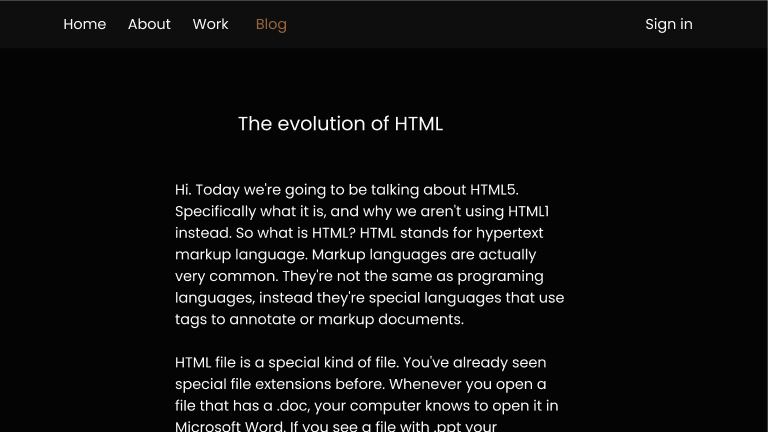 Home About Work Blog Sign in
The evolution of HTML
Hi. Today we're going to be talking about HTML5.
Specifically what it is, and why we aren't using HTML1
instead. So what is HTML? HTML stands for hypertext
markup language. Markup languages are actually
very common. They're not the same as programing
languages, instead they're special languages that use
tags to annotate or markup documents.
HTML file is a special kind of file. You've already seen
special file extensions before. Whenever you open a
file that has a .doc, your computer knows to open it in
Microsoft Word. If you see a file with .ppt your